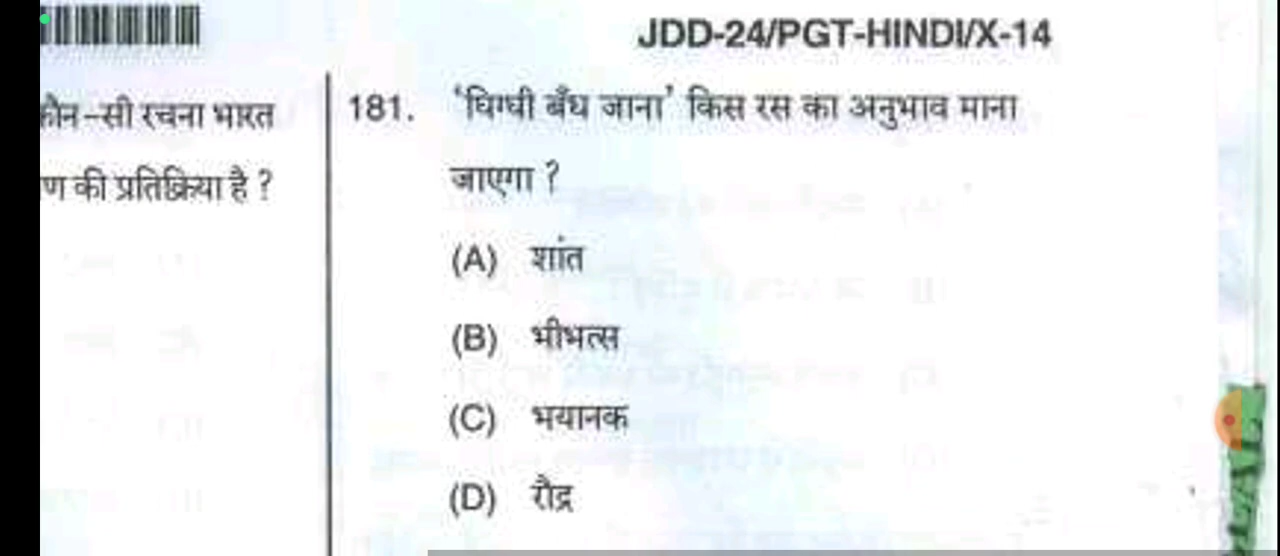 JDD-24/PGT-HINDI/X-14
कौन-सी रचना भारत
ण की प्रतिक्रिया है ?
181. 'घिग्घी बँध जाना' किस रस का अनुभाव माना
जाएगा ?
(A) शांत
(B) भीभत्स
(C) भयानक
(D) रौद्र